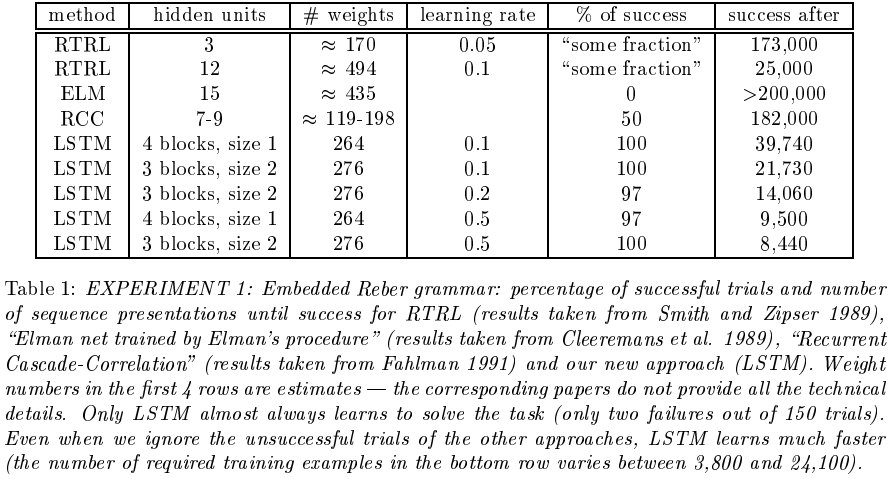 method hidden units # weights learning rate % of success success after
RTRL 3 ≈ 170 0.05 “some fraction” 173,000
RTRL 12 ≈ 494 0.1 “some fraction” 25,000
ELM 15 ≈ 435 0 >200,000
RCC 7-9 ≈ 119-198 50 182,000
LSTM 4 blocks, size 1 264 0.1 100 39,740
LSTM 3 blocks, size 2 276 0.1 100 21,730
LSTM 3 blocks, size 2 276 0.2 97 14,060
LSTM 4 blocks, size 1 264 0.5 97 9,500
LSTM 3 blocks, size 2 276 0.5 100 8,440
Table 1: EXPERIMENT 1: Embedded Reber grammar: percentage of successful trials and number
of sequence presentations until success for RTRL (results taken from Smith and Zipser 1989),
“Elman net trained by Elman’s procedure” (results taken from Cleeremans et al. 1989), “Recurrent
Cascade-Correlation” (results taken from Fahlman 1991) and our new approach (LSTM). Weight
numbers in the first 4 rows are estimates — the corresponding papers do not provide all the technical
details. Only LSTM almost always learns to solve the task (only two failures out of 150 trials).
Even when we ignore the unsuccessful trials of the other approaches, LSTM learns much faster
(the number of required training examples in the bottom row varies between 3,800 and 24,100).